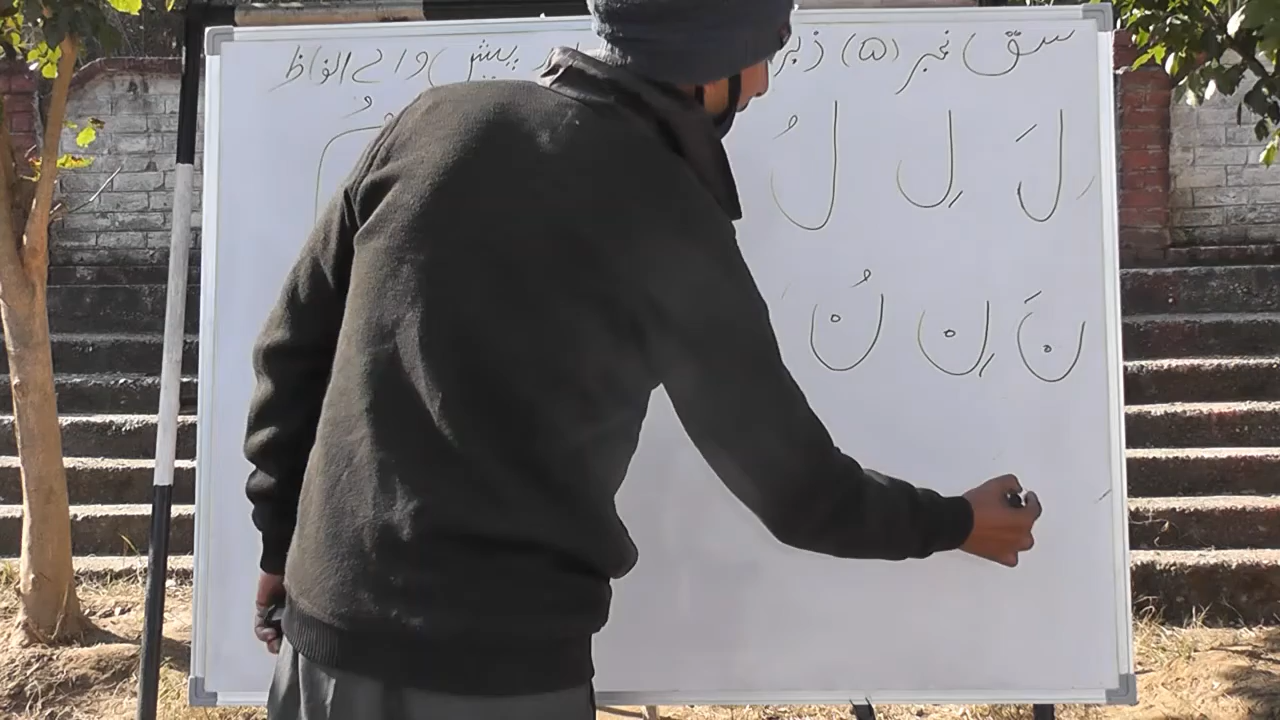 سبق نمبر (۵) زبر پیش والے الفاظ
لَ لِ لُ
نَ نِ نُ